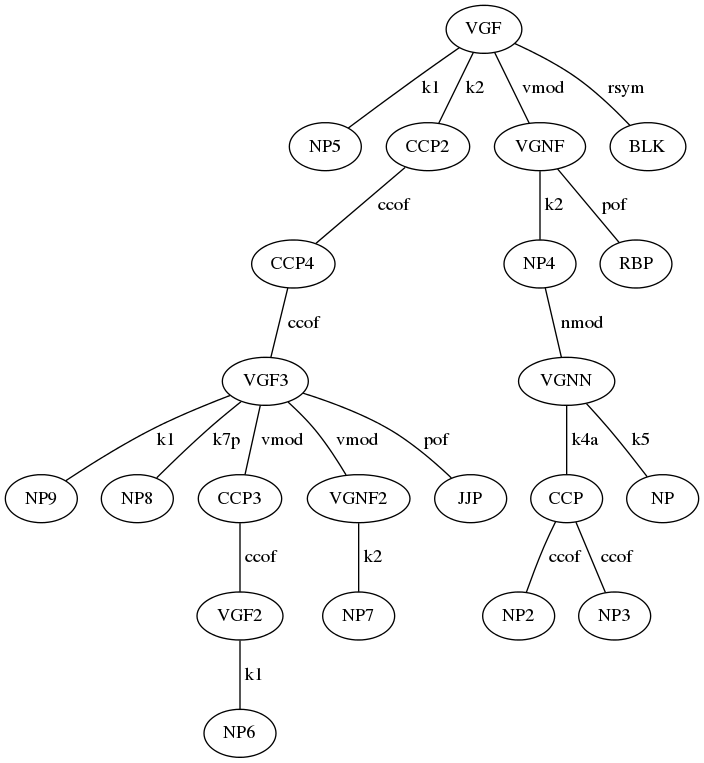 VGF
k1 k2 vmod rsym
NP5 CCP2 VGNF BLK
ccof k2 pof
CCP4 NP4 RBP
ccof nmod
VGF3 VGNN
k1 k7p vmod vmod pof k4a k5
NP9 NP8 CCP3 VGNF2 JJP CCP NP
ccof k2 ccof ccof
VGF2 NP7 NP2 NP3
k1
NP6